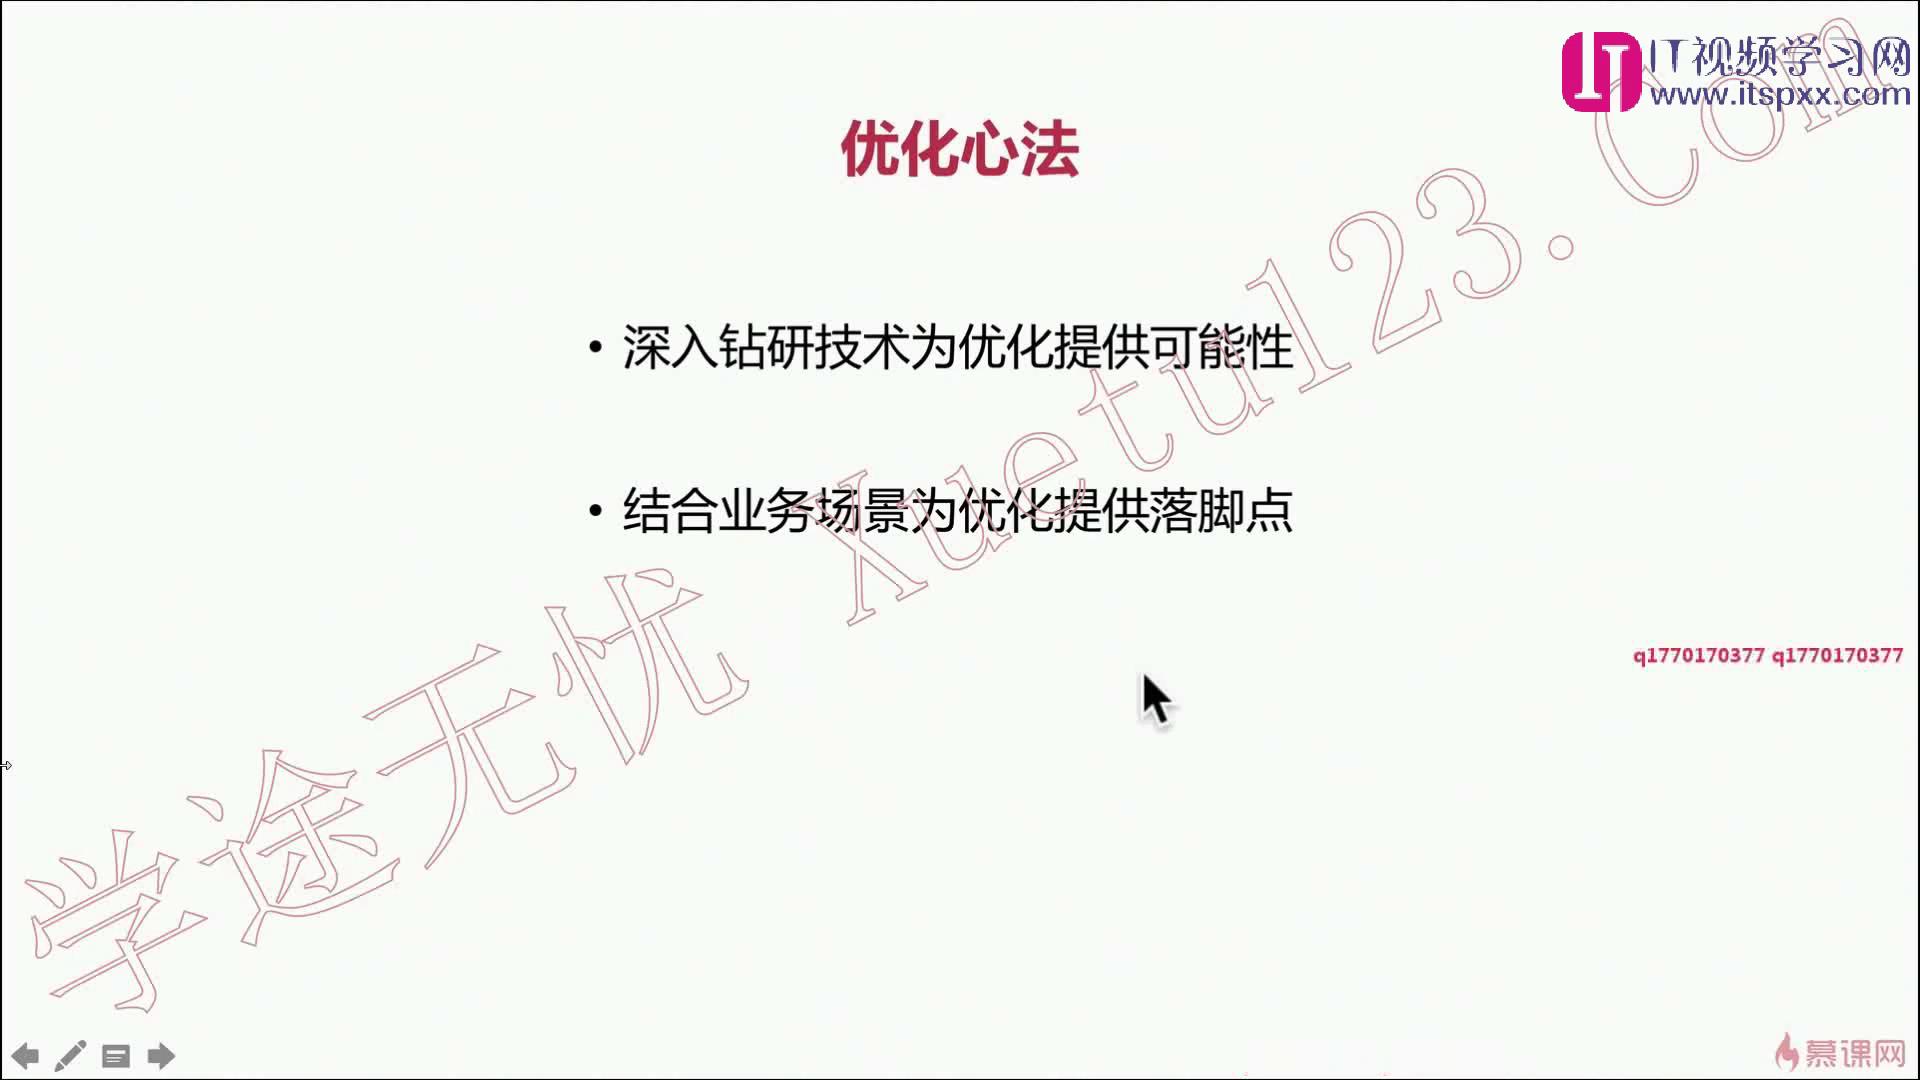 IT视频学习网
www.itspxx.com
优化心法
• 深入钻研技术为优化提供可能性
• 结合业务场景为优化提供落脚点
学途无忧 Xuetu123.Com
q1770170377 q1770170377
慕课网